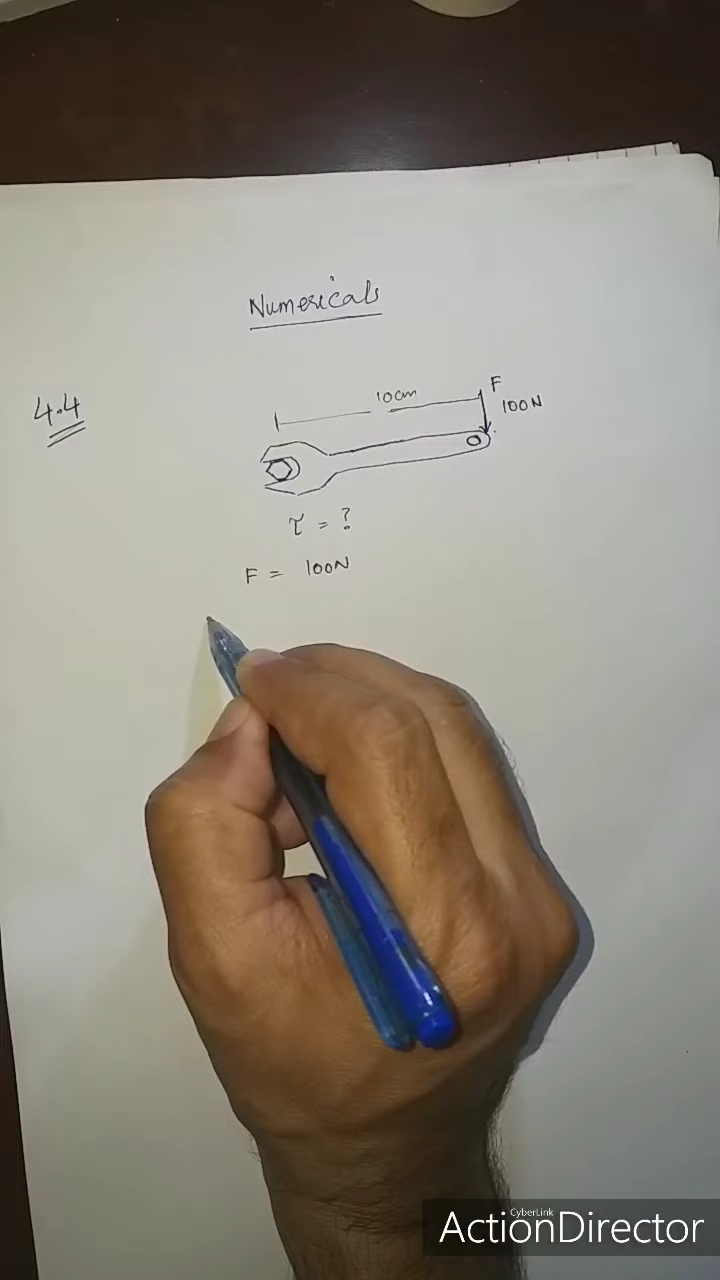 Numericals
4.4
10cm
F
100N
τ = ?
F = 100N
CyberLink
ActionDirector